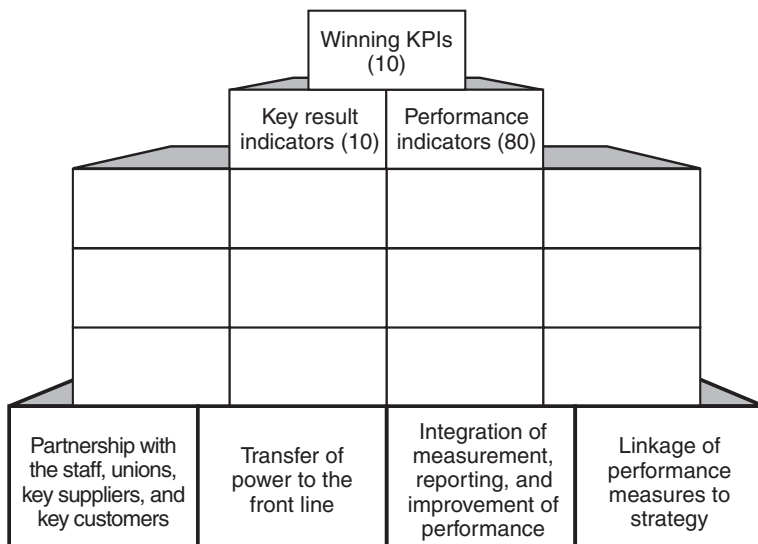 Winning KPIs
(10)
Key result
indicators (10)
Performance
indicators (80)
Partnership with
the staff, unions,
key suppliers, and
key customers
Transfer of
power to the
front line
Integration of
measurement,
reporting, and
improvement of
performance
Linkage of
performance
measures to
strategy